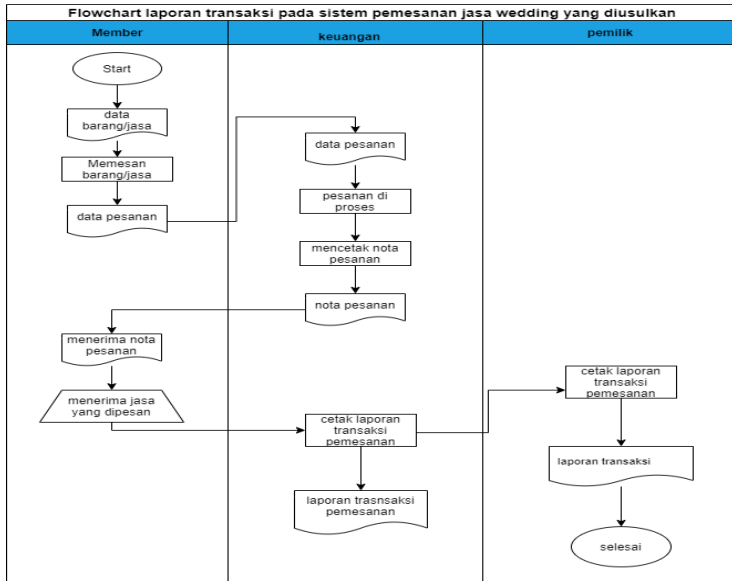 Flowchart laporan transaksi pada sistem pemesanan jasa wedding yang diusulkan
Member
keuangan
pemilik
Start
data
barang/jasa
Memesan
barang/jasa
data pesanan
data pesanan
pesanan di
proses
mencetak nota
pesanan
nota pesanan
menerima nota
pesanan
menerima jasa
yang dipesan
cetak laporan
transaksi
pemesanan
laporan trasnsaksi
pemesanan
cetak laporan
transaksi
pemesanan
laporan transaksi
selesai